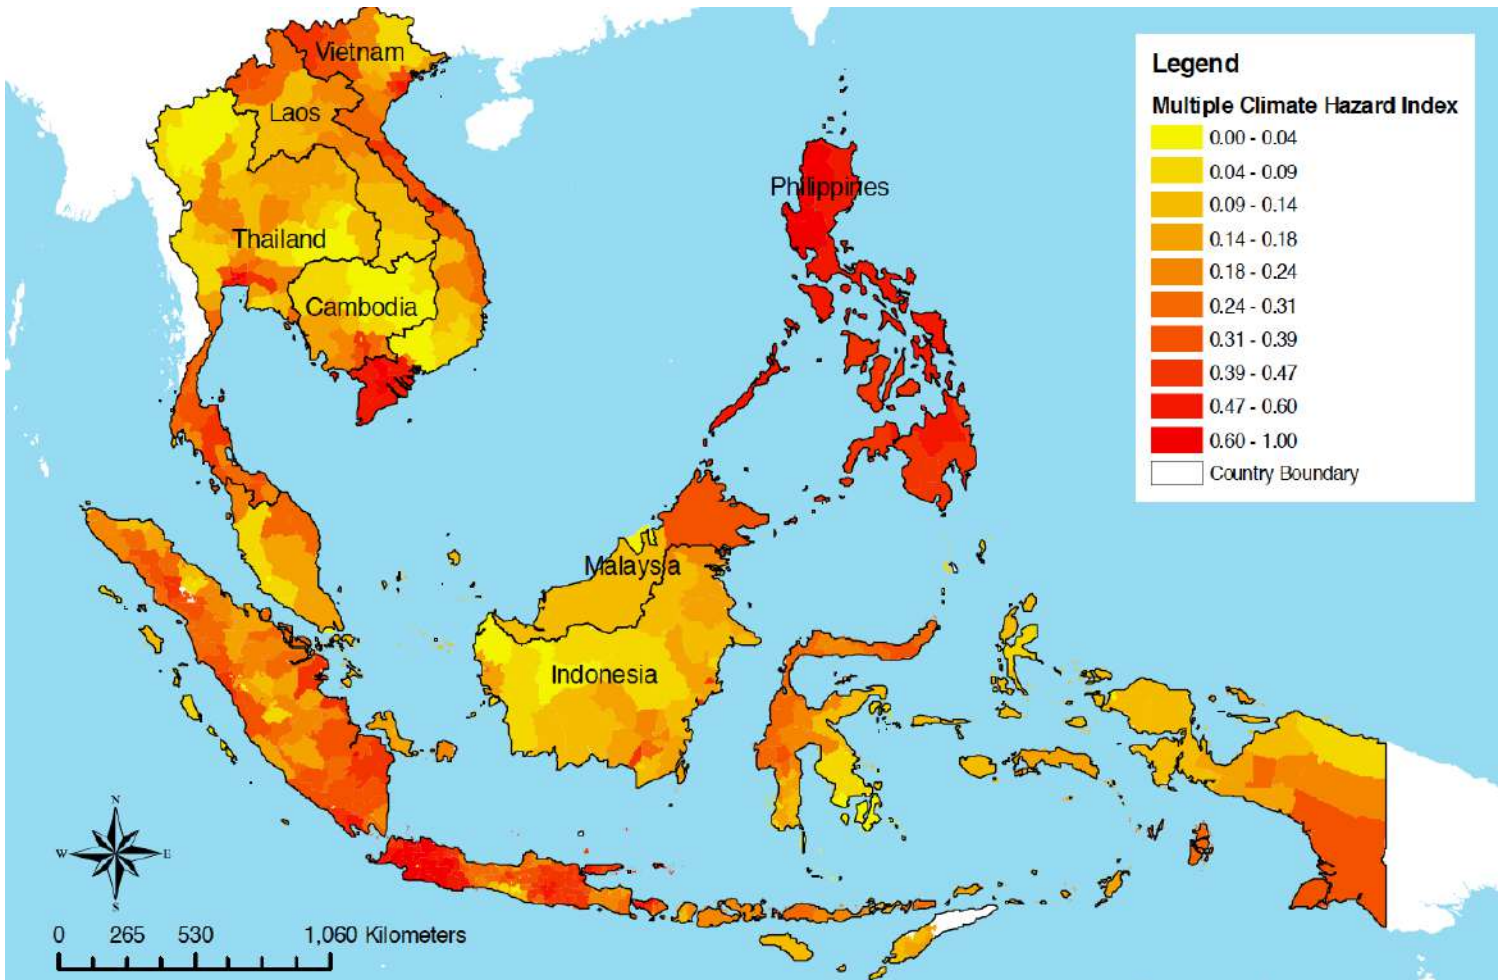 Vietnam
Laos
Thailand
Cambodia
Philippines
Malaysia
Indonesia
Legend
Multiple Climate Hazard Index
0.00 - 0.04
0.04 - 0.09
0.09 - 0.14
0.14 - 0.18
0.18 - 0.24
0.24 - 0.31
0.31 - 0.39
0.39 - 0.47
0.47 - 0.60
0.60 - 1.00
Country Boundary
N
W E
S
0 265 530 1,060 Kilometers